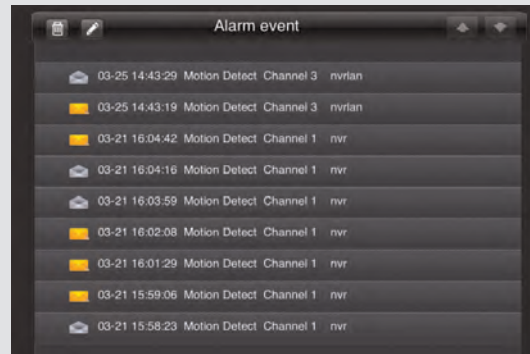 Alarm event
03-25 14:43:29 Motion Detect Channel 3 nvrlan
03-25 14:43:19 Motion Detect Channel 3 nvrlan
03-21 16:04:42 Motion Detect Channel 1 nvr
03-21 16:04:16 Motion Detect Channel 1 nvr
03-21 16:03:59 Motion Detect Channel 1 nvr
03-21 16:02:08 Motion Detect Channel 1 nvr
03-21 16:01:29 Motion Detect Channel 1 nvr
03-21 15:59:06 Motion Detect Channel 1 nvr
03-21 15:58:23 Motion Detect Channel 1 nvr